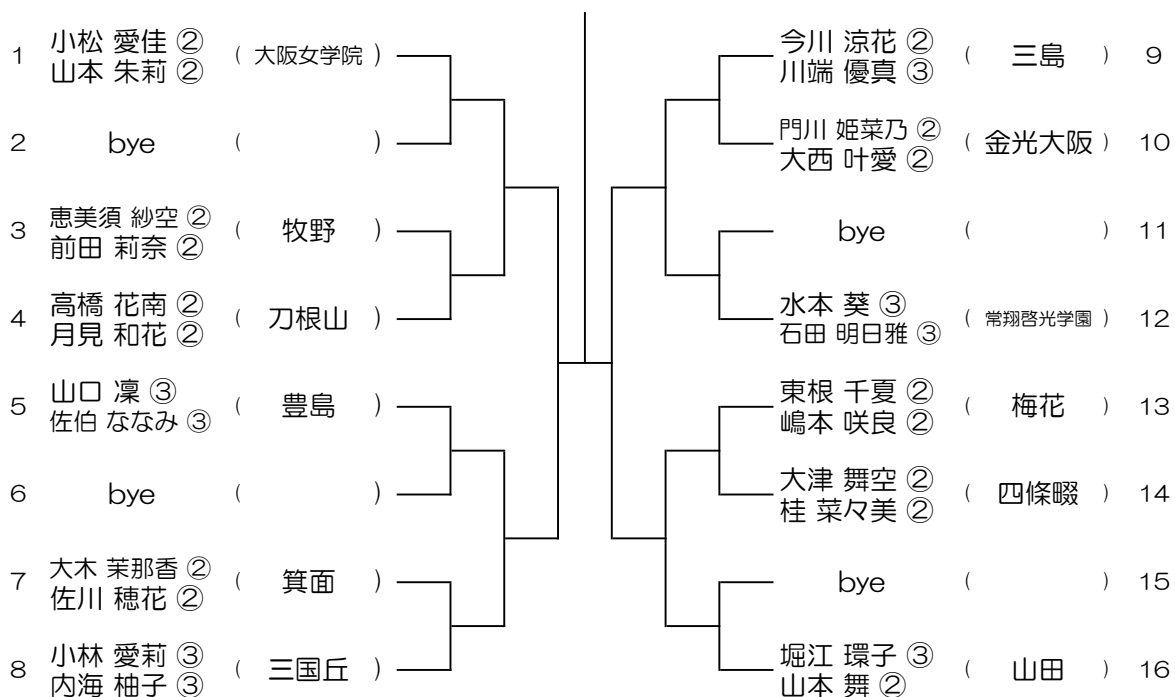 1 小松 愛佳 ② ( 大阪女学院 )
山本 朱莉 ②
2 bye ( )
3 恵美須 紗空 ② ( 牧野 )
前田 莉奈 ②
4 高橋 花南 ② ( 刀根山 )
月見 和花 ②
5 山口 凜 ③ ( 豊島 )
佐伯 ななみ ③
6 bye ( )
7 大木 茉那香 ② ( 箕面 )
佐川 穂花 ②
8 小林 愛莉 ③ ( 三国丘 )
内海 柚子 ③
今川 涼花 ② ( 三島 ) 9
川端 優真 ③
門川 姫菜乃 ② ( 金光大阪 ) 10
大西 叶愛 ②
bye ( ) 11
水本 葵 ③ ( 常翔啓光学園 ) 12
石田 明日雅 ③
東根 千夏 ② ( 梅花 ) 13
嶋本 咲良 ②
大津 舞空 ② ( 四條畷 ) 14
桂 菜々美 ②
bye ( ) 15
堀江 環子 ③ ( 山田 ) 16
山本 舞 ②